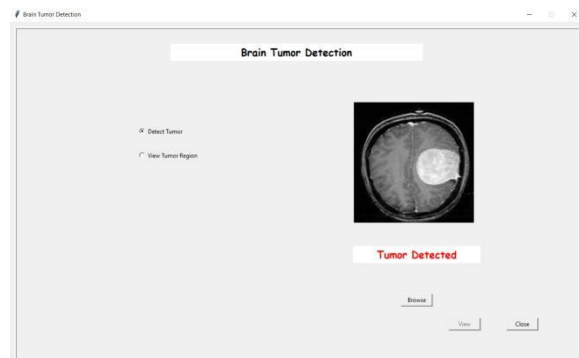 Brain Tumor Detection
Brain Tumor Detection
Detect Tumor
View Tumor Region
Tumor Detected
Browse
View
Close